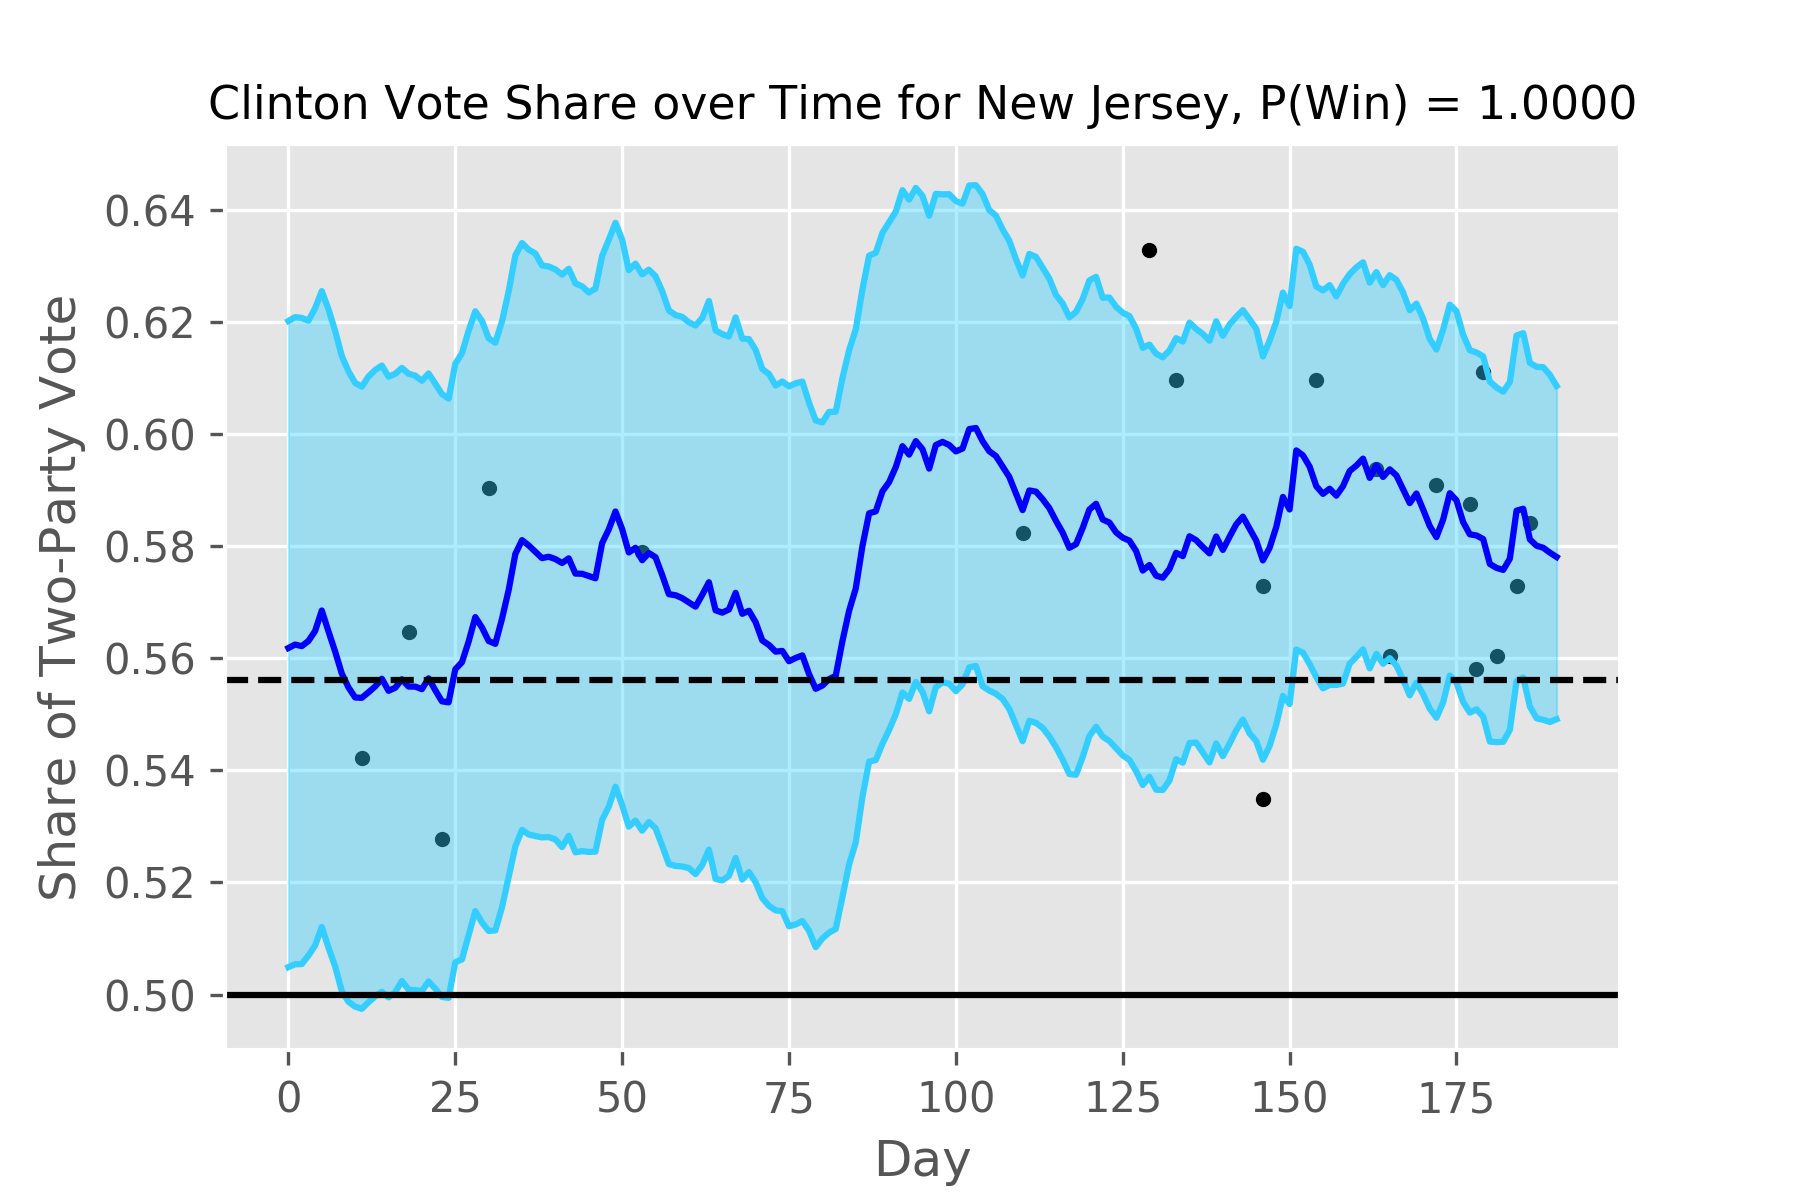 Clinton Vote Share over Time for New Jersey, P(Win) = 1.0000
Share of Two-Party Vote
0.64
0.62
0.60
0.58
0.56
0.54
0.52
0.50
0 25 50 75 100 125 150 175
Day